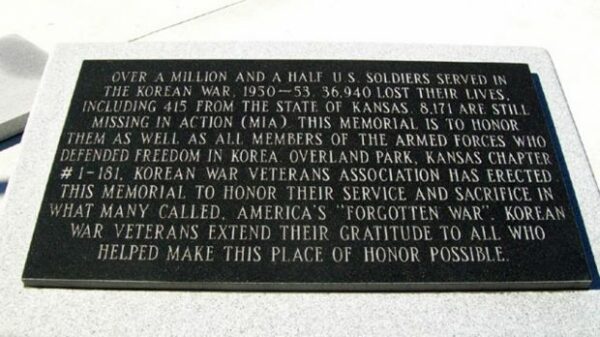 OVER A MILLION AND A HALF U.S. SOLDIERS SERVED IN
THE KOREAN WAR, 1950-53. 36,940 LOST THEIR LIVES,
INCLUDING 415 FROM THE STATE OF KANSAS. 8,171 ARE STILL
MISSING IN ACTION (MIA). THIS MEMORIAL IS TO HONOR
THEM AS WELL AS ALL MEMBERS OF THE ARMED FORCES WHO
DEFENDED FREEDOM IN KOREA. OVERLAND PARK, KANSAS CHAPTER
#1-181, KOREAN WAR VETERANS ASSOCIATION HAS ERECTED
THIS MEMORIAL TO HONOR THEIR SERVICE AND SACRIFICE IN
WHAT MANY CALLED, AMERICA'S "FORGOTTEN WAR". KOREAN
WAR VETERANS EXTEND THEIR GRATITUDE TO ALL WHO
HELPED MAKE THIS PLACE OF HONOR POSSIBLE.